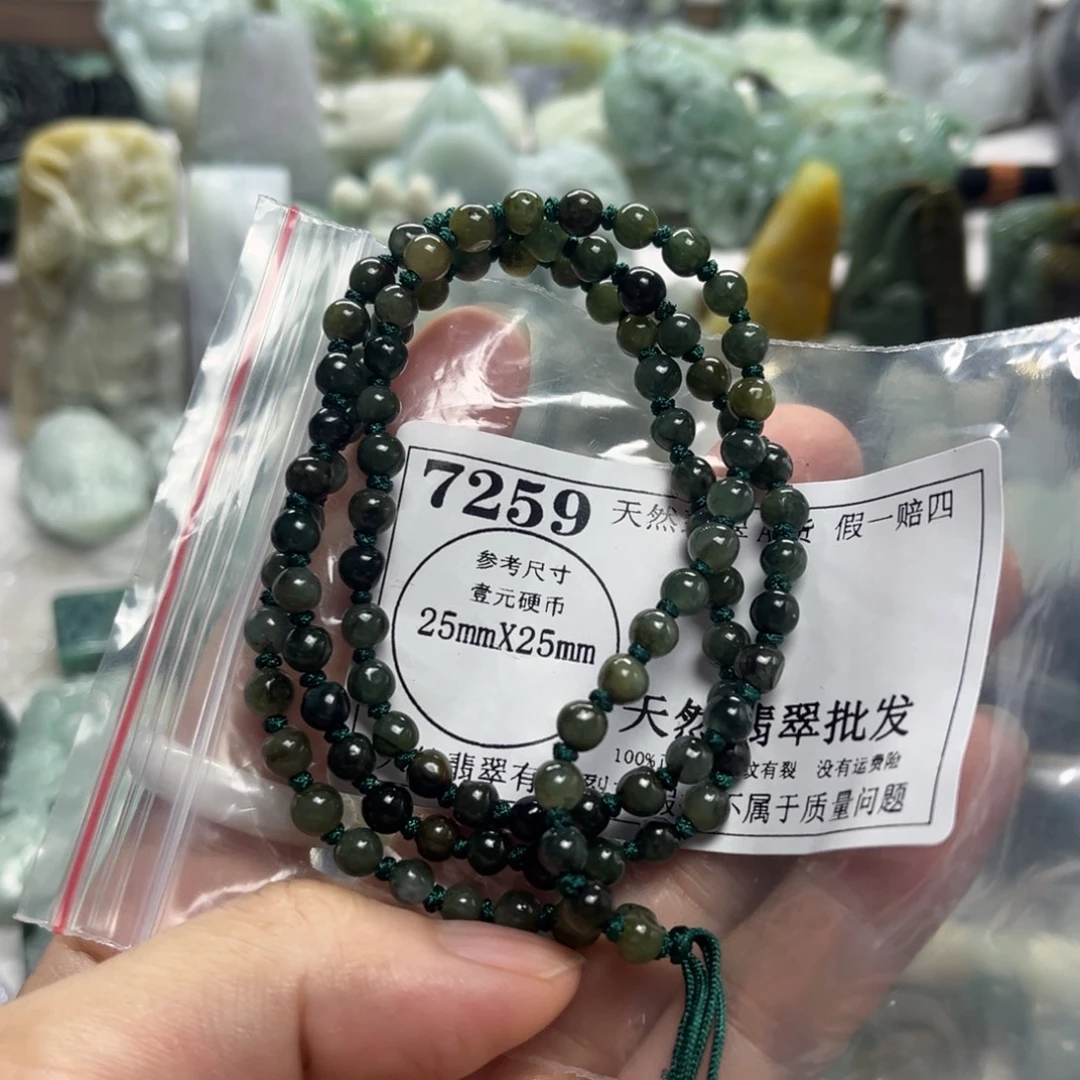 7259
天然 货 假一赔四
参考尺寸
壹元硬币
25mmX25mm
天然翡翠批发
100% 纹有裂 没有运费险
翡翠有
不属于质量问题